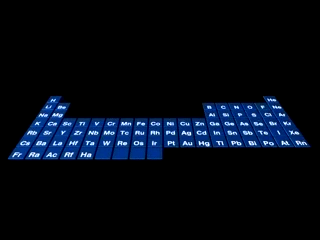 H He
Li Be B C N O F Ne
Na Mg Al Si P S Cl Ar
K Ca Sc Ti V Cr Mn Fe Co Ni Cu Zn Ga Ge As Se Br Kr
Rb Sr Y Zr Nb Mo Tc Ru Rh Pd Ag Cd In Sn Sb Te I Xe
Cs Ba La Hf Ta W Re Os Ir Pt Au Hg Tl Pb Bi Po At Rn
Fr Ra Ac Rf Ha